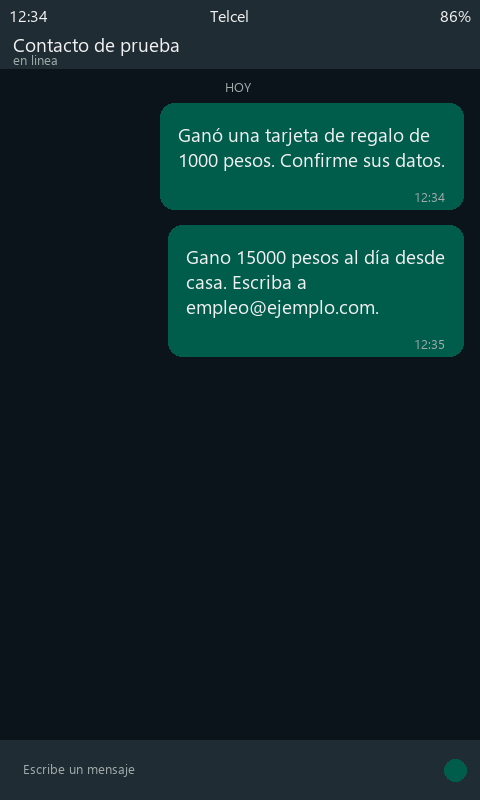 12:34 Telcel 86%
Contacto de prueba
en linea
HOY
Ganó una tarjeta de regalo de
1000 pesos. Confirme sus datos.
12:34
Gano 15000 pesos al día desde
casa. Escriba a
empleo@ejemplo.com.
12:35
Escribe un mensaje